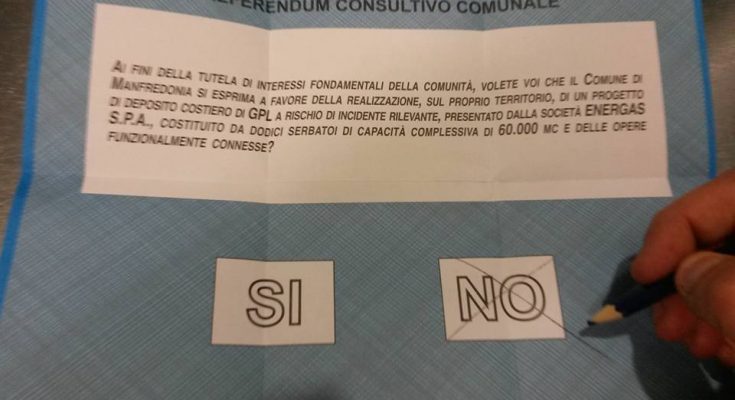 REFERENDUM CONSULTIVO COMUNALE
AI FINI DELLA TUTELA DI INTERESSI FONDAMENTALI DELLA COMUNITÀ, VOLETE VOI CHE IL COMUNE DI
MANFREDONIA SI ESPRIMA A FAVORE DELLA REALIZZAZIONE, SUL PROPRIO TERRITORIO, DI UN PROGETTO
DI DEPOSITO COSTIERO DI GPL A RISCHIO DI INCIDENTE RILEVANTE, PRESENTATO DALLA SOCIETÀ ENERGAS
S.P.A., COSTITUITO DA DODICI SERBATOI DI CAPACITÀ COMPLESSIVA DI 60.000 MC E DELLE OPERE
FUNZIONALMENTE CONNESSE?
SI
NO